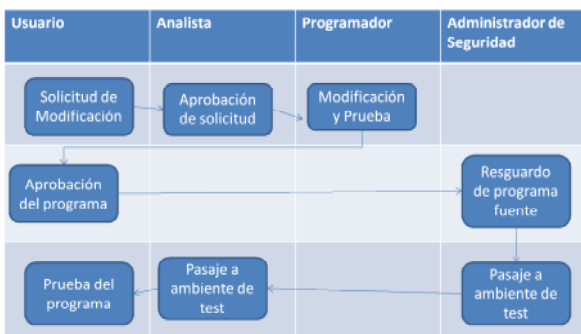 Usuario
Analista
Programador
Administrador de
Seguridad
Solicitud de
Modificación
Aprobación
de solicitud
Modificación
y Prueba
Aprobación
del programa
Resguardo
de programa
fuente
Prueba del
programa
Pasaje a
ambiente de
test
Pasaje a
ambiente de
test